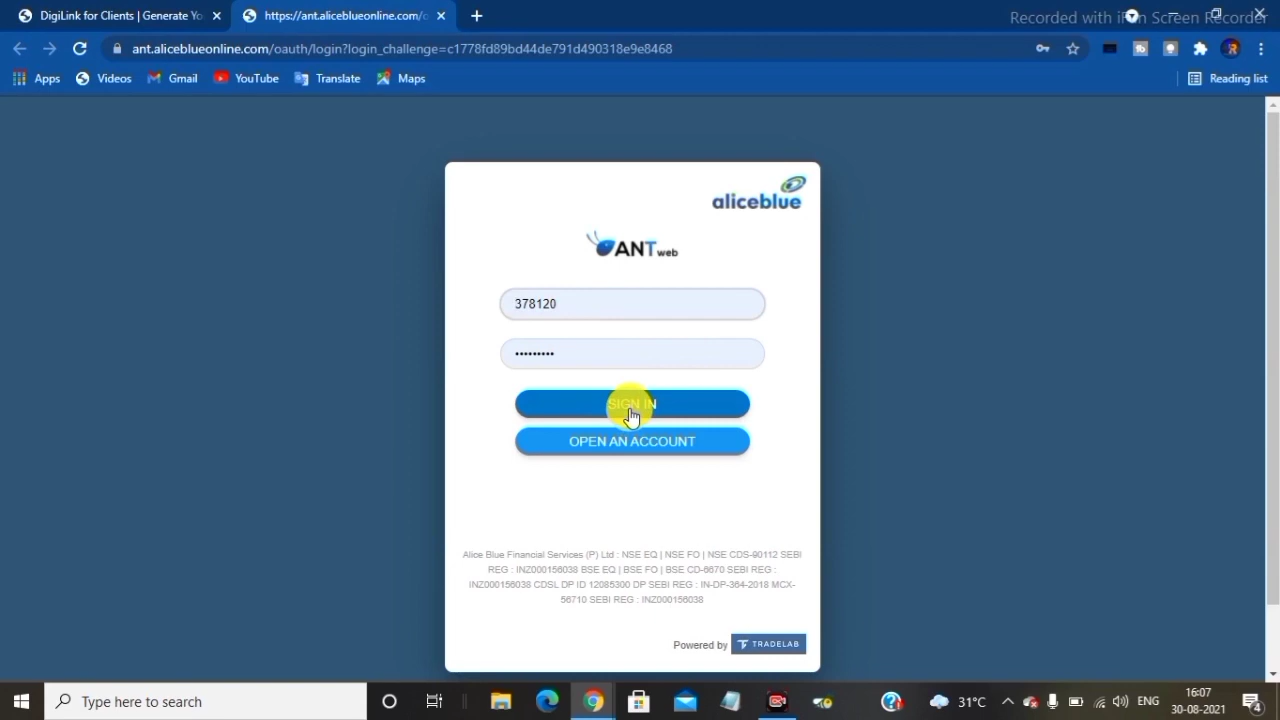 DigiLink for Clients | Generate Yo
https://ant.aliceblueonline.com/o
Recorded with iFun Screen Recorder
ant.aliceblueonline.com/oauth/login?login_challenge=c1778fd89bd44de791d490318e9e8468
Apps Videos Gmail YouTube Translate Maps Reading list
aliceblue
ANT web
378120
•••••••••
SIGN IN
OPEN AN ACCOUNT
Alice Blue Financial Services (P) Ltd : NSE EQ | NSE FO | NSE CDS-90112 SEBI
REG : INZ000156038 BSE EQ | BSE FO | BSE CD-6670 SEBI REG :
INZ000156038 CDSL DP ID 12085300 DP SEBI REG : IN-DP-364-2018 MCX-
56710 SEBI REG : INZ000156038
Powered by TRADELAB
Type here to search
31°C
ENG
16:07
30-08-2021
4